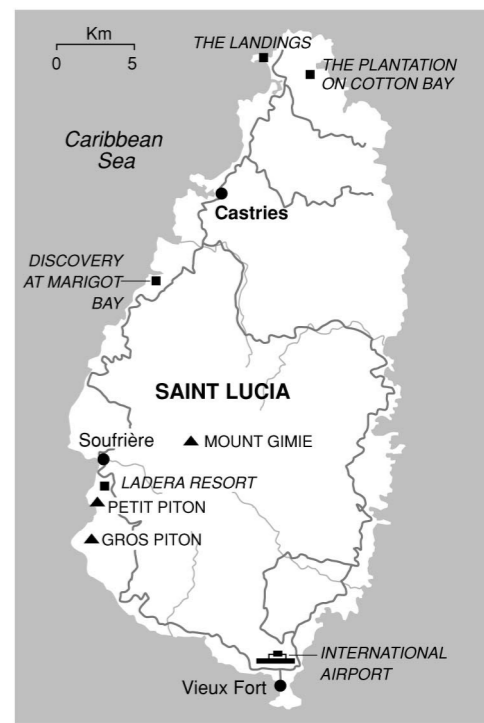 Km
0 5
THE LANDINGS
THE PLANTATION
ON COTTON BAY
Caribbean
Sea
Castries
DISCOVERY
AT MARIGOT
BAY
SAINT LUCIA
Soufrière
MOUNT GIMIE
LADERA RESORT
PETIT PITON
GROS PITON
INTERNATIONAL
AIRPORT
Vieux Fort